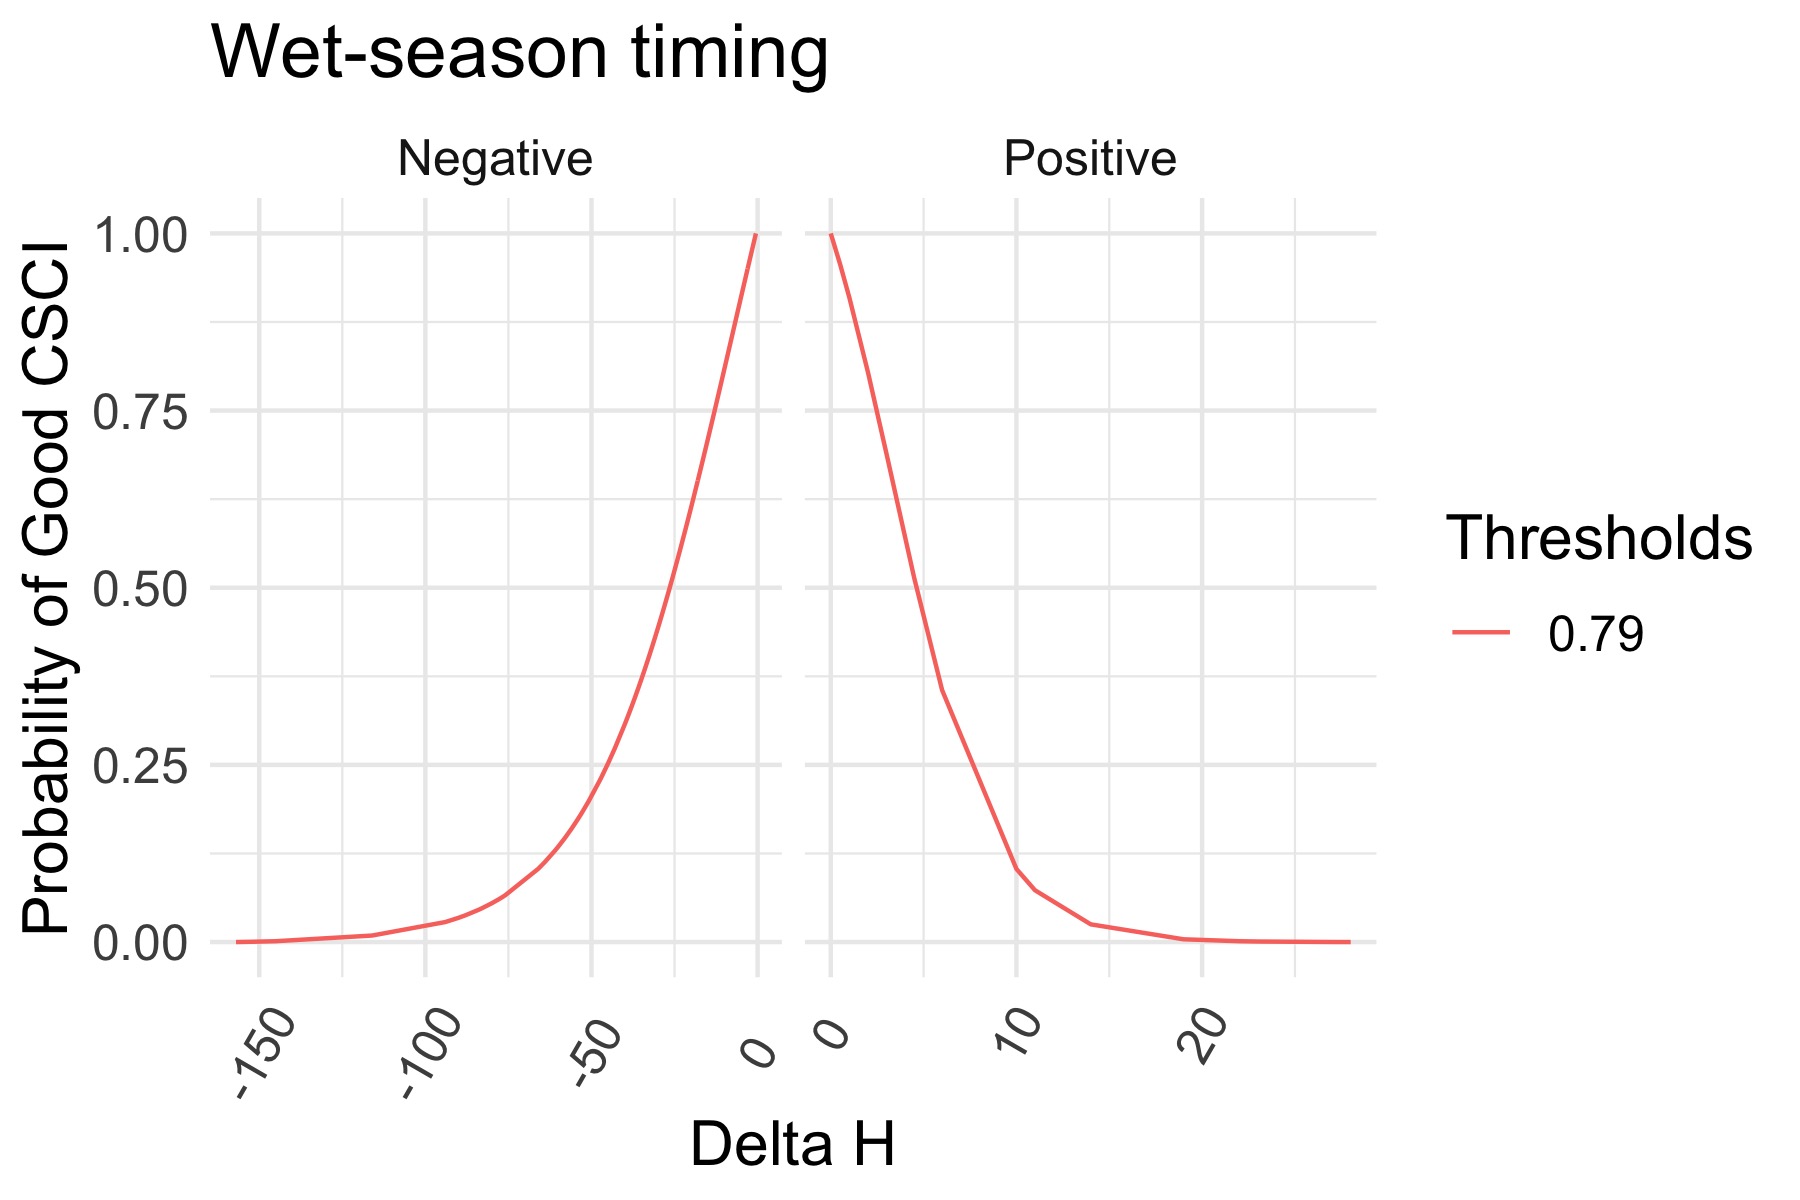 Wet-season timing
Negative
Positive
Probability of Good CSCI
1.00
0.75
0.50
0.25
0.00
-150
-100
-50
0
0
10
20
Delta H
Thresholds
0.79